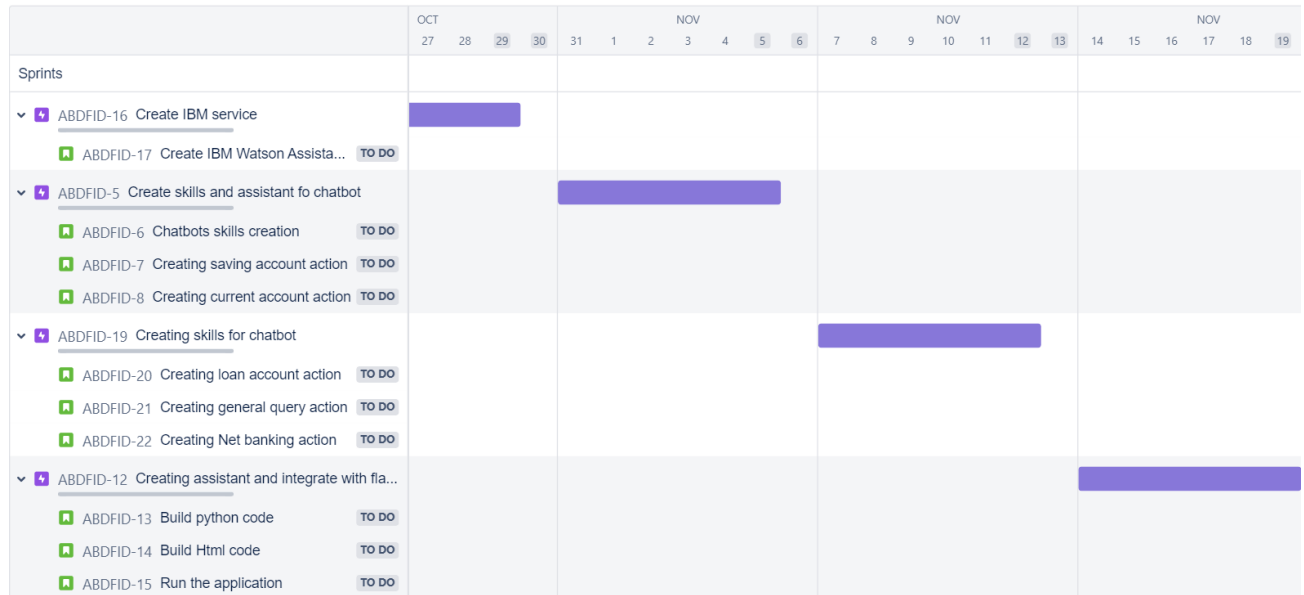 OCT NOV NOV NOV
27 28 29 30 31 1 2 3 4 5 6 7 8 9 10 11 12 13 14 15 16 17 18 19
Sprints
ABDFID-16 Create IBM service
ABDFID-17 Create IBM Watson Assista... TO DO
ABDFID-5 Create skills and assistant fo chatbot
ABDFID-6 Chatbots skills creation TO DO
ABDFID-7 Creating saving account action TO DO
ABDFID-8 Creating current account action TO DO
ABDFID-19 Creating skills for chatbot
ABDFID-20 Creating loan account action TO DO
ABDFID-21 Creating general query action TO DO
ABDFID-22 Creating Net banking action TO DO
ABDFID-12 Creating assistant and integrate with fla...
ABDFID-13 Build python code TO DO
ABDFID-14 Build Html code TO DO
ABDFID-15 Run the application TO DO